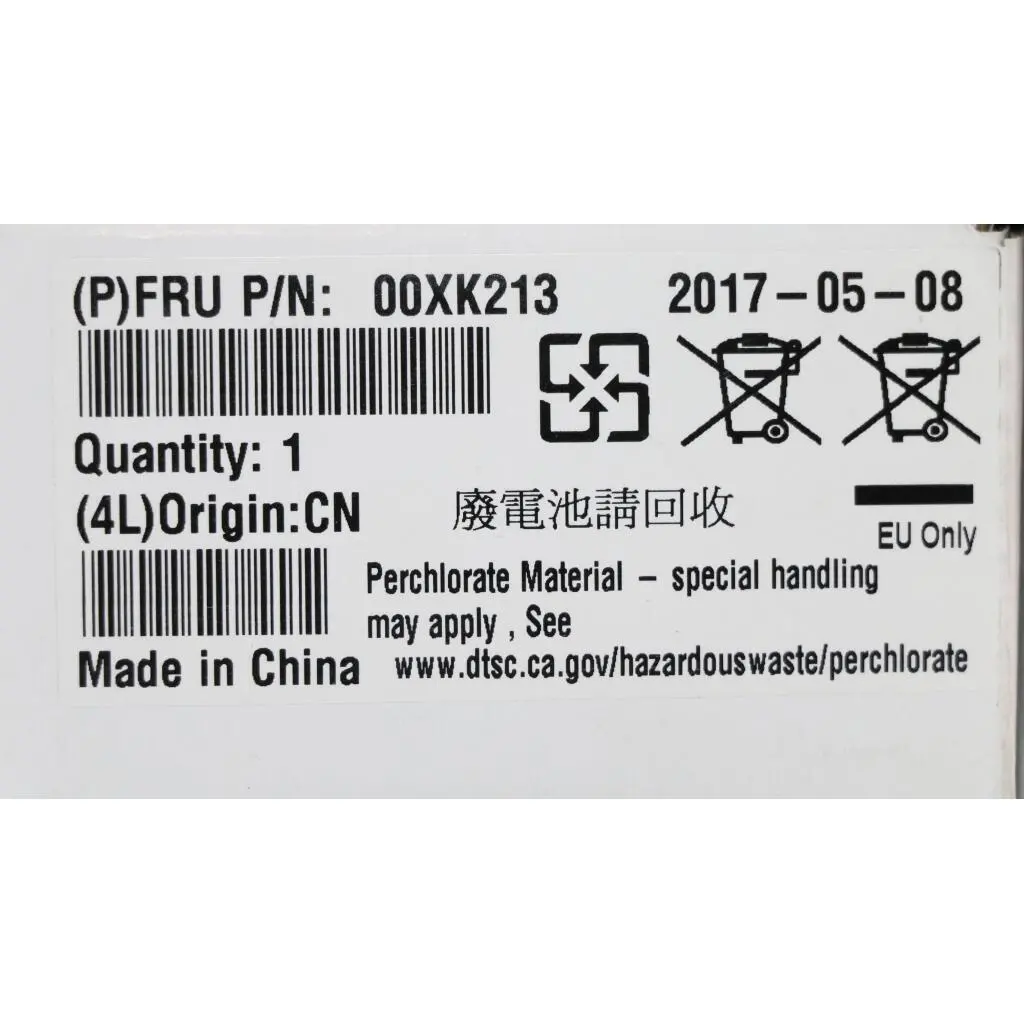 (P)FRU P/N: 00XK213 2017-05-08
Quantity: 1
(4L)Origin:CN
廢電池請回收
EU Only
Perchlorate Material – special handling
may apply , See
www.dtsc.ca.gov/hazardouswaste/perchlorate
Made in China